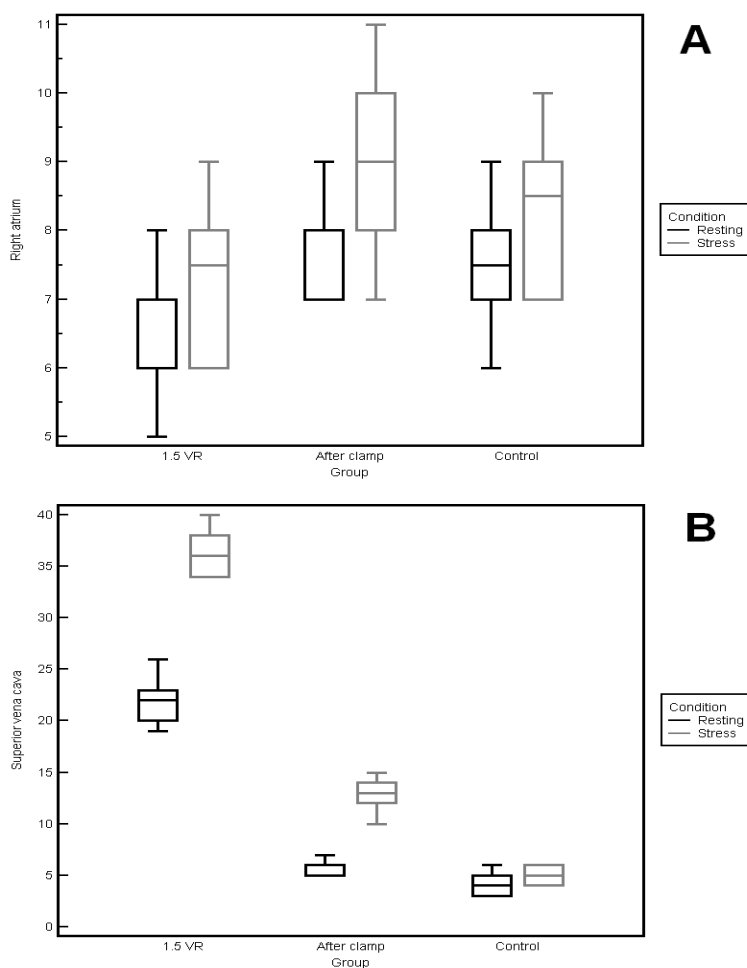 A
11
10
9
8
7
6
5
Right atrium
1.5 VR
After clamp
Control
Group
Condition
Resting
Stress
B
40
35
30
25
20
15
10
5
0
Superior vena cava
1.5 VR
After clamp
Control
Group
Condition
Resting
Stress